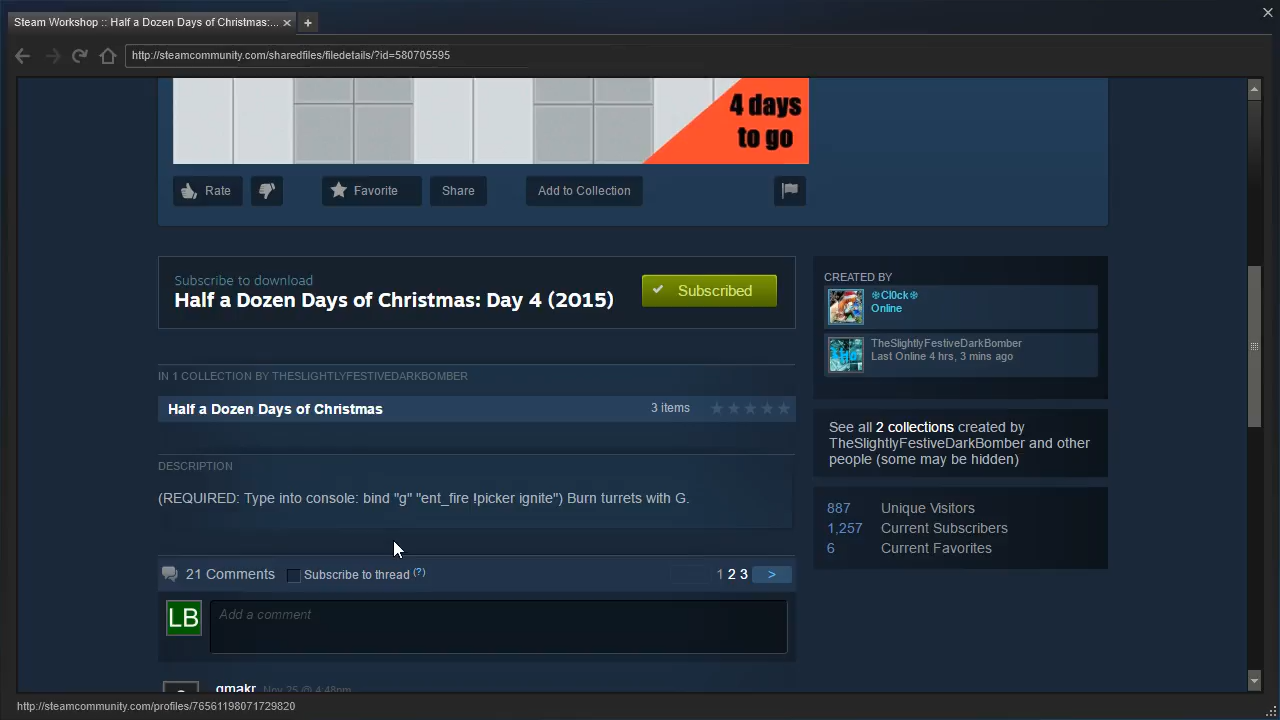 Steam Workshop :: Half a Dozen Days of Christmas:...
http://steamcommunity.com/sharedfiles/filedetails/?id=580705595
4 days
to go
Rate
Favorite
Share
Add to Collection
Subscribe to download
Half a Dozen Days of Christmas: Day 4 (2015)
Subscribed
CREATED BY
❄Cl0ck❄
Online
TheSlightlyFestiveDarkBomber
Last Online 4 hrs, 3 mins ago
IN 1 COLLECTION BY THESLIGHTLYFESTIVEDARKBOMBER
Half a Dozen Days of Christmas
3 items
See all 2 collections created by
TheSlightlyFestiveDarkBomber and other
people (some may be hidden)
DESCRIPTION
(REQUIRED: Type into console: bind "g" "ent_fire !picker ignite") Burn turrets with G.
887 Unique Visitors
1,257 Current Subscribers
6 Current Favorites
21 Comments
Subscribe to thread (?)
1 2 3 >
LB
Add a comment
gmakr Nov 25 @ 4:48pm
http://steamcommunity.com/profiles/76561198071729820